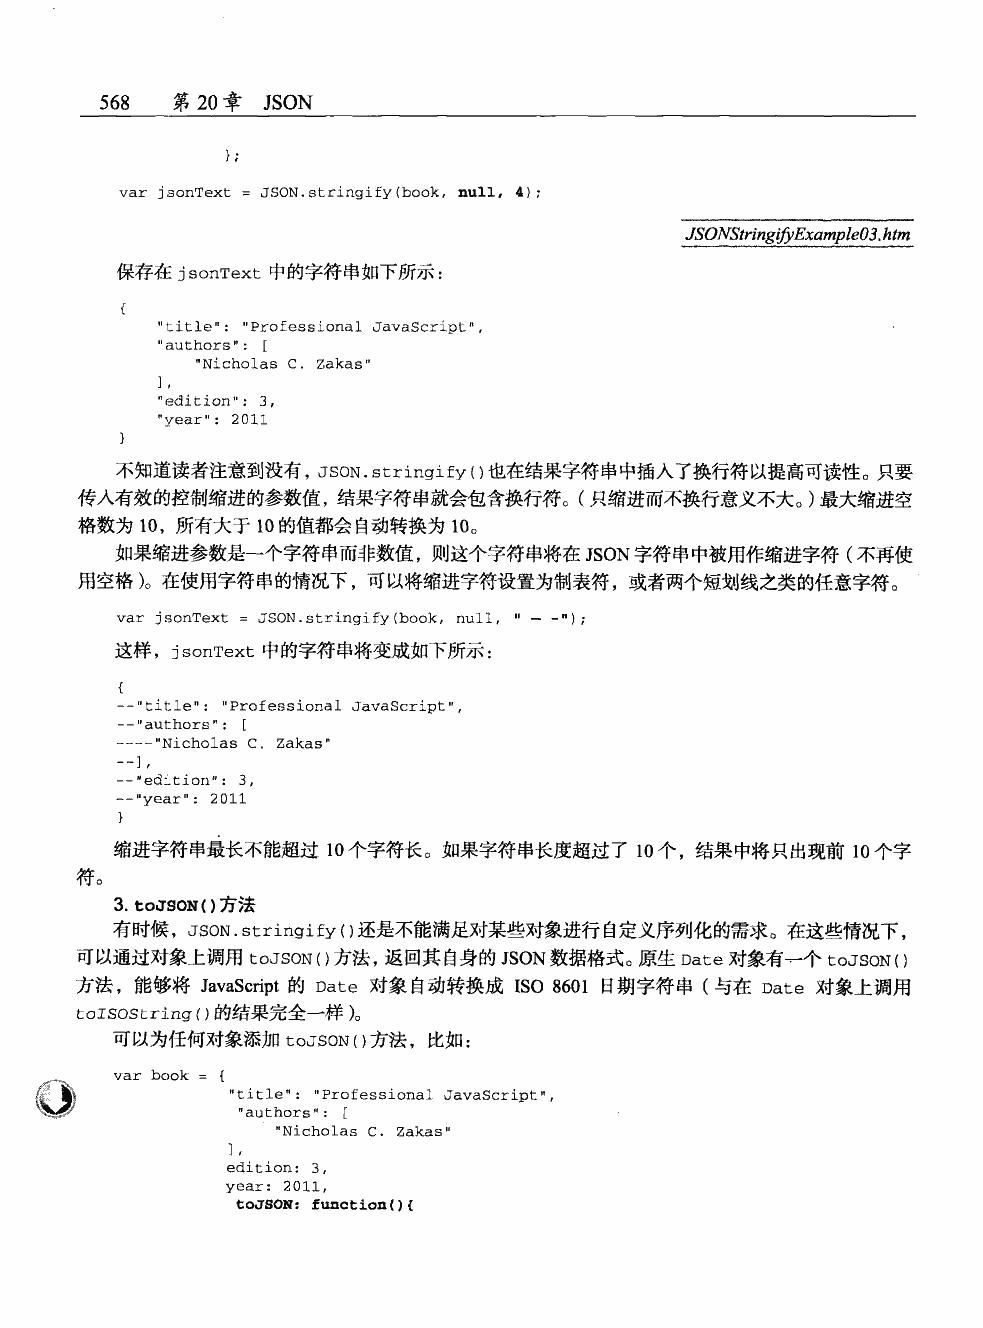 568 第 20 章 JSON
};
var jsonText = JSON.stringify(book, null, 4);
JSONStringifyExample03.htm
保存在 jsonText 中的字符串如下所示：
{
"title": "Professional JavaScript",
"authors": [
"Nicholas C. Zakas"
],
"edition": 3,
"year": 2011
}
不知道读者注意到没有，JSON.stringify()也在结果字符串中插入了换行符以提高可读性。只要
传入有效的控制缩进的参数值，结果字符串就会包含换行符。（只缩进而不换行意义不大。）最大缩进空
格数为 10，所有大于 10 的值都会自动转换为 10。
如果缩进参数是一个字符串而非数值，则这个字符串将在 JSON 字符串中被用作缩进字符（不再使
用空格）。在使用字符串的情况下，可以将缩进字符设置为制表符，或者两个短划线之类的任意字符。
var jsonText = JSON.stringify(book, null, " — -");
这样，jsonText 中的字符串将变成如下所示：
{
--"title": "Professional JavaScript",
--"authors": [
----"Nicholas C. Zakas"
--],
--"edition": 3,
--"year": 2011
}
缩进字符串最长不能超过 10 个字符长。如果字符串长度超过了 10 个，结果中将只出现前 10 个字
符。
3. toJSON()方法
有时候，JSON.stringify()还是不能满足对某些对象进行自定义序列化的需求。在这些情况下，
可以通过对象上调用 toJSON()方法，返回其自身的 JSON 数据格式。原生 Date 对象有一个 toJSON()
方法，能够将 JavaScript 的 Date 对象自动转换成 ISO 8601 日期字符串（与在 Date 对象上调用
toISOString()的结果完全一样）。
可以为任何对象添加 toJSON()方法，比如：
var book = {
"title": "Professional JavaScript",
"authors": [
"Nicholas C. Zakas"
],
edition: 3,
year: 2011,
toJSON: function(){